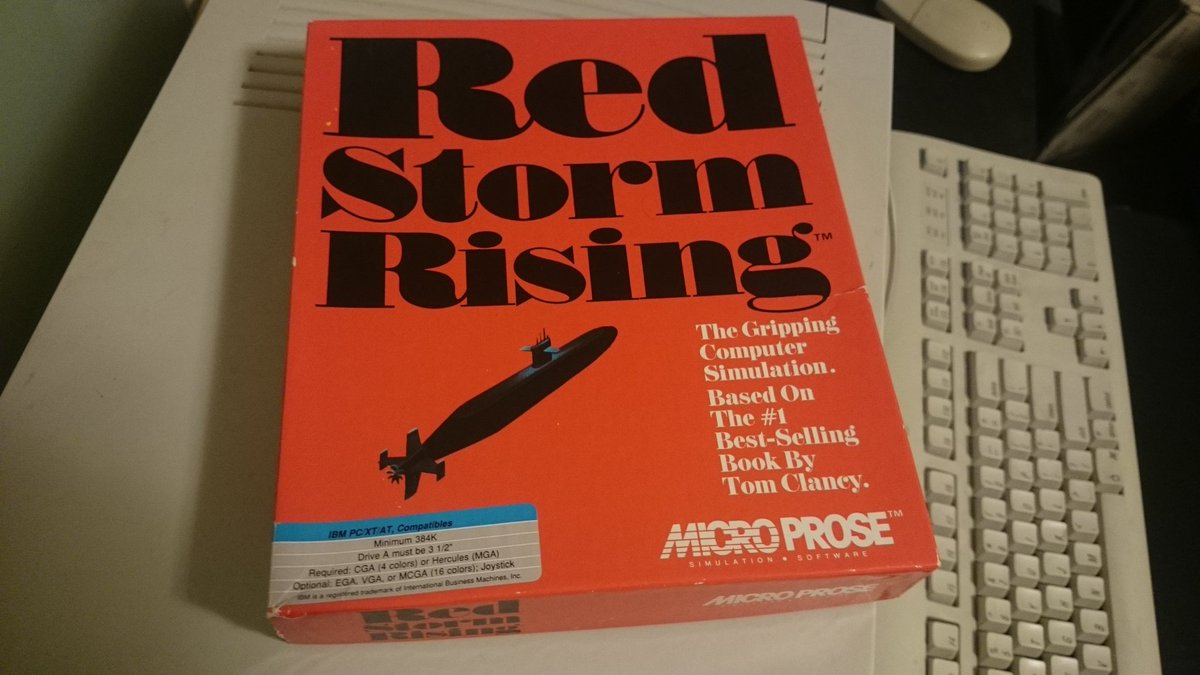 Red
Storm
Rising™
The Gripping
Computer
Simulation.
Based On
The #1
Best-Selling
Book By
Tom Clancy.
IBM PC/XT/AT, Compatibles
Minimum 384K
Drive A must be 3 1/2"
Required: CGA (4 colors) or Hercules (MGA)
Optional: EGA, VGA, or MCGA (16 colors); Joystick
IBM is a registered trademark of International Business Machines, Inc.
MICROPROSE™
SIMULATION • SOFTWARE
Red
Storm
Rising
MICROPROSE